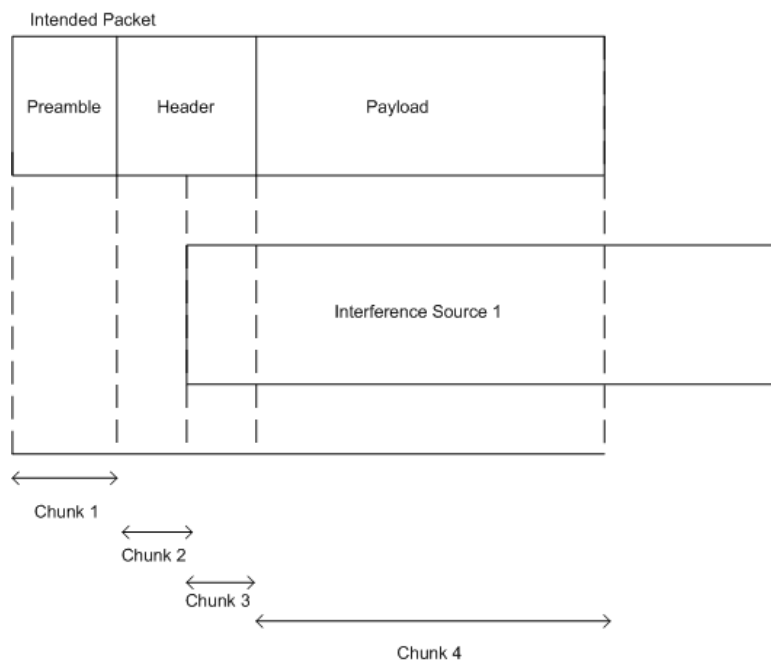 Intended Packet
Preamble
Header
Payload
Interference Source 1
Chunk 1
Chunk 2
Chunk 3
Chunk 4